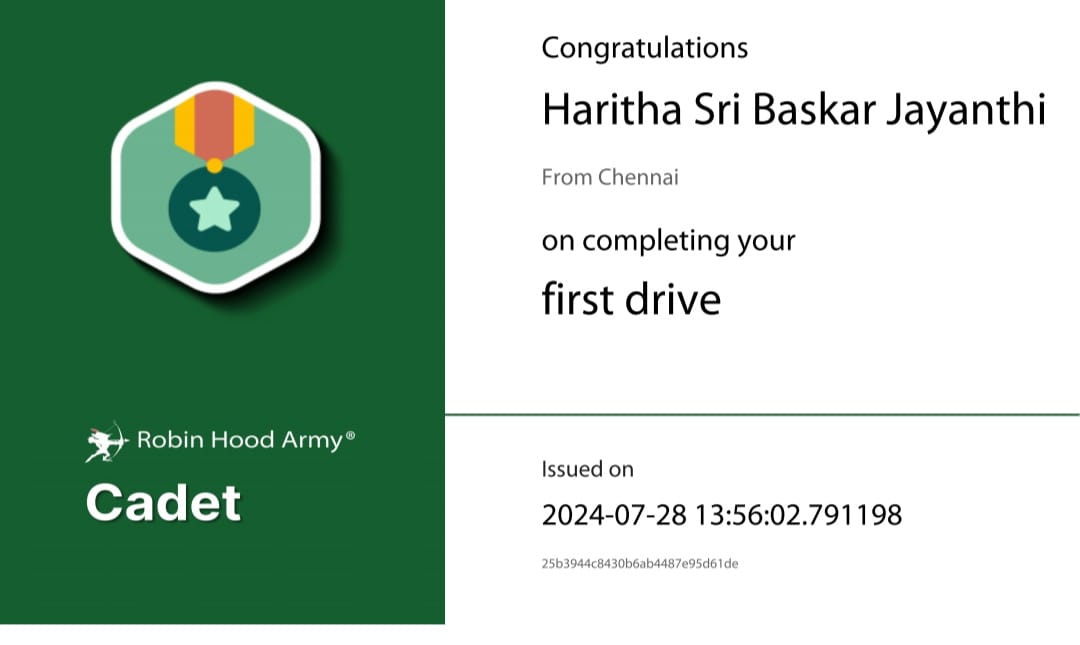 Congratulations
Haritha Sri Baskar Jayanthi
From Chennai
on completing your
first drive
Robin Hood Army®
Cadet
Issued on
2024-07-28 13:56:02.791198
25b3944c8430b6ab4487e95d61de